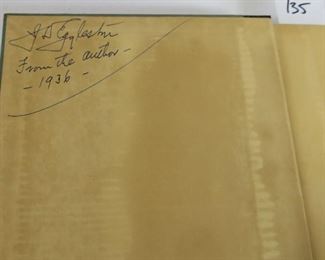 J D Eggleston
From the author -
- 1936 -
135